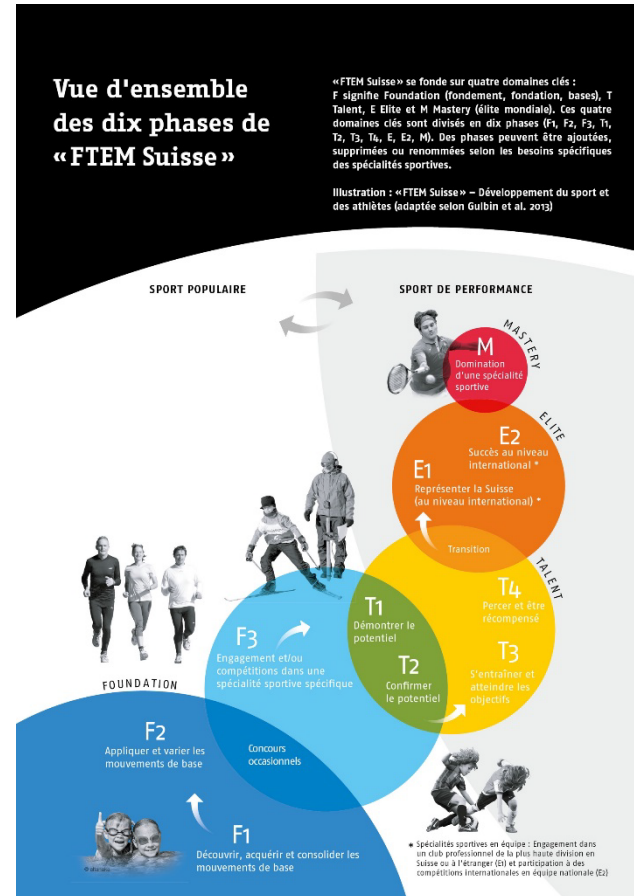 Vue d'ensemble
des dix phases de
«FTEM Suisse»
«FTEM Suisse» se fonde sur quatre domaines clés :
F signifie Foundation (fondement, fondation, bases), T
Talent, E Elite et M Mastery (élite mondiale). Ces quatre
domaines clés sont divisés en dix phases (F1, F2, F3, T1,
T2, T3, T4, E, E2, M). Des phases peuvent être ajoutées,
supprimées ou renommées selon les besoins spécifiques
des spécialités sportives.
Illustration : «FTEM Suisse» – Développement du sport et
des athlètes (adaptée selon Gulbin et al. 2013)
SPORT POPULAIRE
SPORT DE PERFORMANCE
MASTERY
M
Domination
d'une spécialité
sportive
ELITE
E2
Succès au niveau
international *
E1
Représenter la Suisse
(au niveau international) *
Transition
TALENT
T4
Percer et être
récompensé
T1
Démontrer le
potentiel
T3
S'entraîner et
atteindre les
objectifs
T2
Confirmer
le potentiel
F3
Engagement et/ou
compétitions dans une
spécialité sportive spécifique
FOUNDATION
F2
Appliquer et varier les
mouvements de base
Concours
occasionnels
F1
Découvrir, acquérir et consolider les
mouvements de base
* Spécialités sportives en équipe : Engagement dans
un club professionnel de la plus haute division en
Suisse ou à l'étranger (E1) et participation à des
compétitions internationales en équipe nationale (E2)